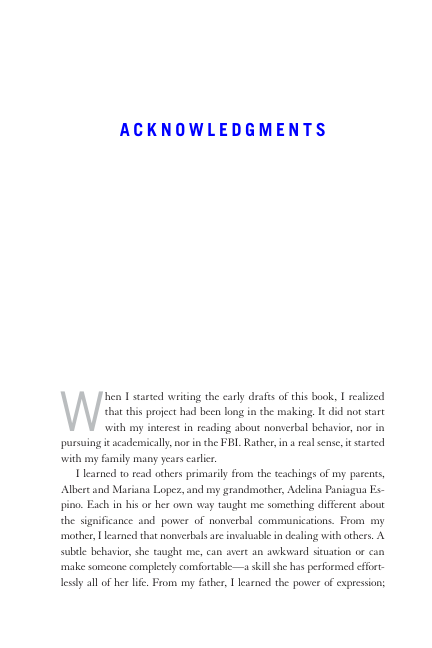 ACKNOWLEDGMENTS
When I started writing the early drafts of this book, I realized
that this project had been long in the making. It did not start
with my interest in reading about nonverbal behavior, nor in
pursuing it academically, nor in the FBI. Rather, in a real sense, it started
with my family many years earlier.
I learned to read others primarily from the teachings of my parents,
Albert and Mariana Lopez, and my grandmother, Adelina Paniagua Es-
pino. Each in his or her own way taught me something different about
the significance and power of nonverbal communications. From my
mother, I learned that nonverbals are invaluable in dealing with others. A
subtle behavior, she taught me, can avert an awkward situation or can
make someone completely comfortable—a skill she has performed effort-
lessly all of her life. From my father, I learned the power of expression;